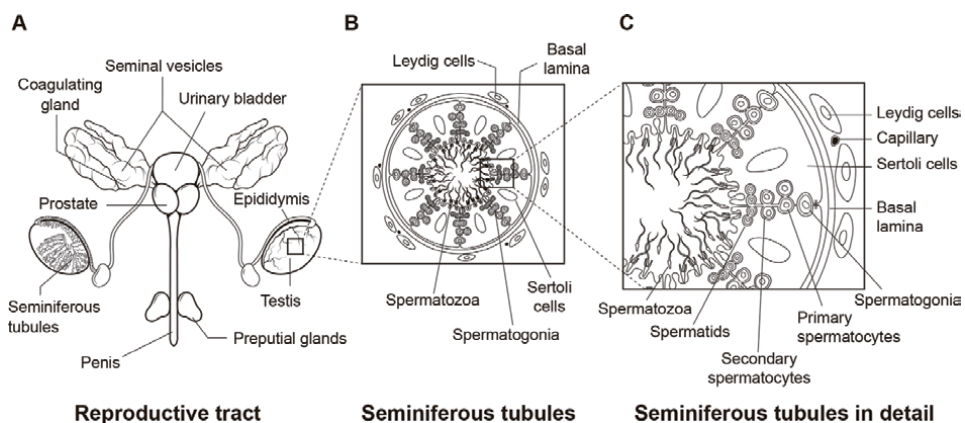 A
Seminal vesicles
Coagulating
gland
Urinary bladder
Prostate
Epididymis
Seminiferous
tubules
Testis
Preputial glands
Penis
Reproductive tract
B
Leydig cells
Basal
lamina
Spermatozoa
Sertoli
cells
Spermatogonia
Seminiferous tubules
C
Leydig cells
Capillary
Sertoli cells
Basal
lamina
Spermatogonia
Spermatozoa
Primary
spermatocytes
Spermatids
Secondary
spermatocytes
Seminiferous tubules in detail